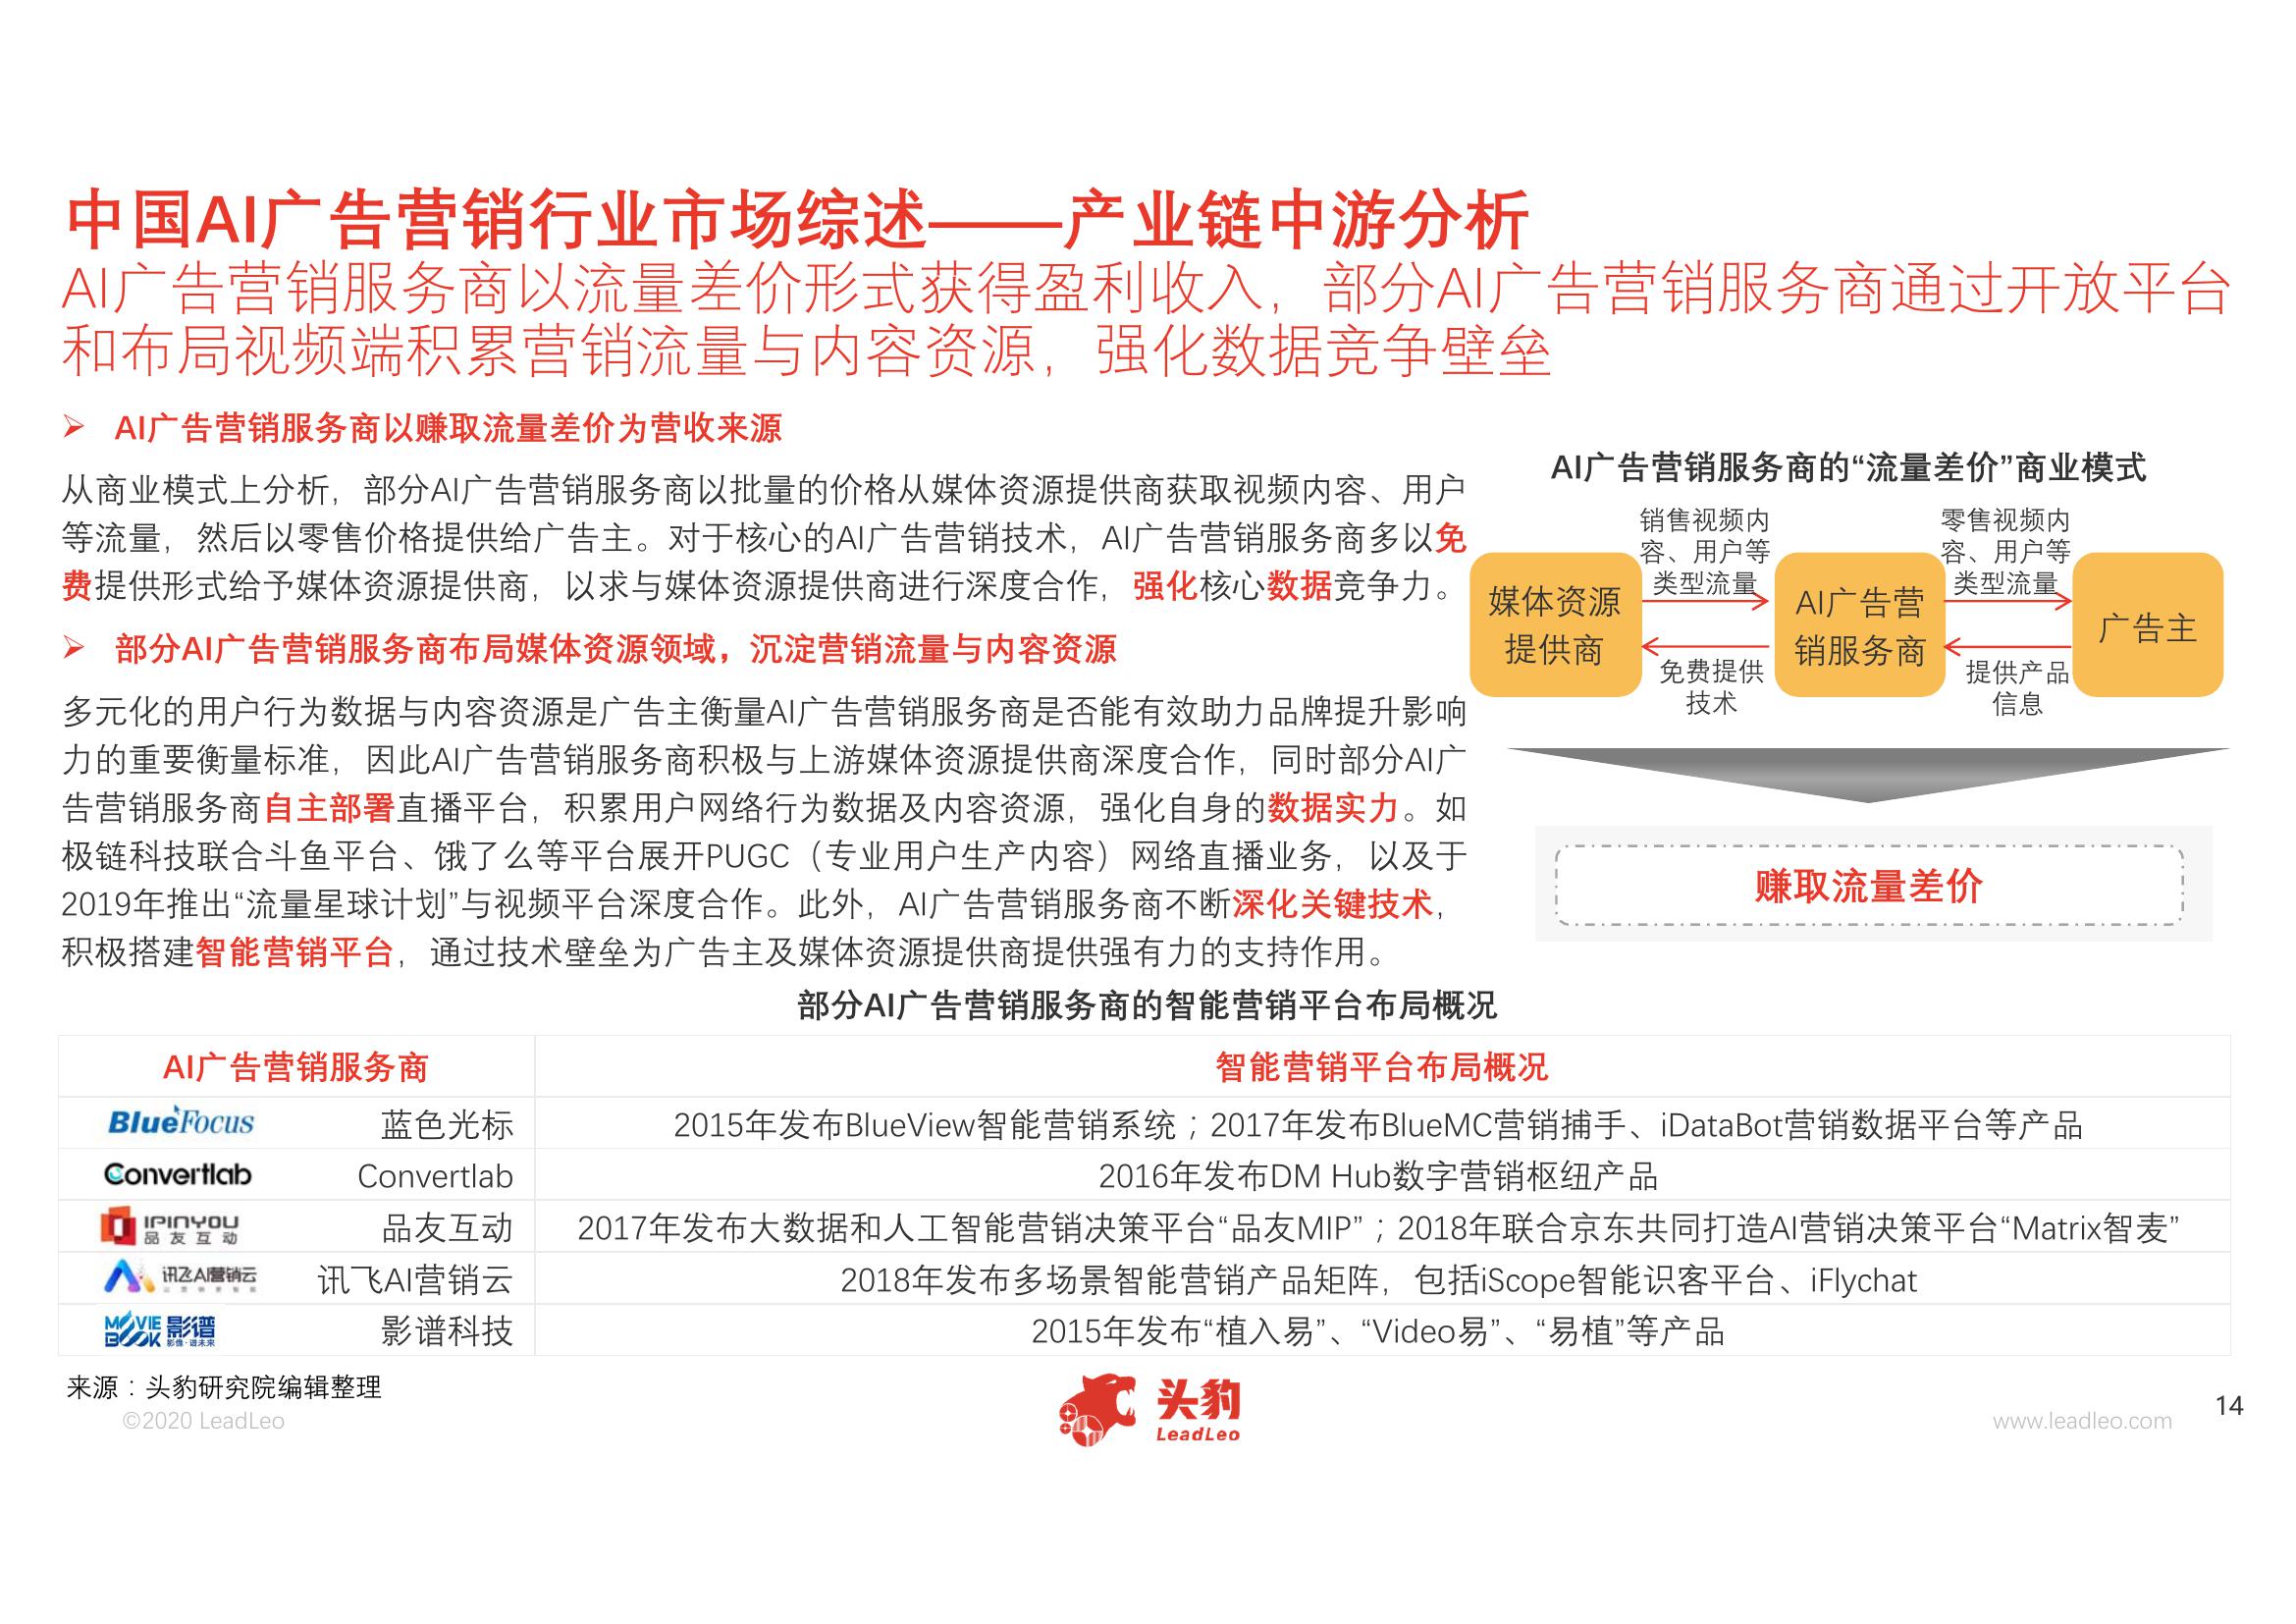 中国AI广告营销行业市场综述——产业链中游分析
AI广告营销服务商以流量差价形式获得盈利收入，部分AI广告营销服务商通过开放平台
和布局视频端积累营销流量与内容资源，强化数据竞争壁垒
➢ AI广告营销服务商以赚取流量差价为营收来源
从商业模式上分析，部分AI广告营销服务商以批量的价格从媒体资源提供商获取视频内容、用户
等流量，然后以零售价格提供给广告主。对于核心的AI广告营销技术，AI广告营销服务商多以免
费提供形式给予媒体资源提供商，以求与媒体资源提供商进行深度合作，强化核心数据竞争力。
➢ 部分AI广告营销服务商布局媒体资源领域，沉淀营销流量与内容资源
多元化的用户行为数据与内容资源是广告主衡量AI广告营销服务商是否能有效助力品牌提升影响
力的重要衡量标准，因此AI广告营销服务商积极与上游媒体资源提供商深度合作，同时部分AI广
告营销服务商自主部署直播平台，积累用户网络行为数据及内容资源，强化自身的数据实力。如
极链科技联合斗鱼平台、饿了么等平台展开PUGC（专业用户生产内容）网络直播业务，以及于
2019年推出“流量星球计划”与视频平台深度合作。此外，AI广告营销服务商不断深化关键技术，
积极搭建智能营销平台，通过技术壁垒为广告主及媒体资源提供商提供强有力的支持作用。
AI广告营销服务商的“流量差价”商业模式
媒体资源
提供商
销售视频内
容、用户等
类型流量
免费提供
技术
AI广告营
销服务商
零售视频内
容、用户等
类型流量
提供产品
信息
广告主
赚取流量差价
部分AI广告营销服务商的智能营销平台布局概况
AI广告营销服务商 智能营销平台布局概况
BlueFocus 蓝色光标 2015年发布BlueView智能营销系统；2017年发布BlueMC营销捕手、iDataBot营销数据平台等产品
Convertlab Convertlab 2016年发布DM Hub数字营销枢纽产品
IPINYOU
品友互动 品友互动 2017年发布大数据和人工智能营销决策平台“品友MIP”；2018年联合京东共同打造AI营销决策平台“Matrix智麦”
讯飞AI营销云 讯飞AI营销云 2018年发布多场景智能营销产品矩阵，包括iScope智能识客平台、iFlychat
MOVIE BOOK 影谱
影像·谱未来 影谱科技 2015年发布“植入易”、“Video易”、“易植”等产品
来源：头豹研究院编辑整理
©2020 LeadLeo
头豹
LeadLeo
www.leadleo.com
14